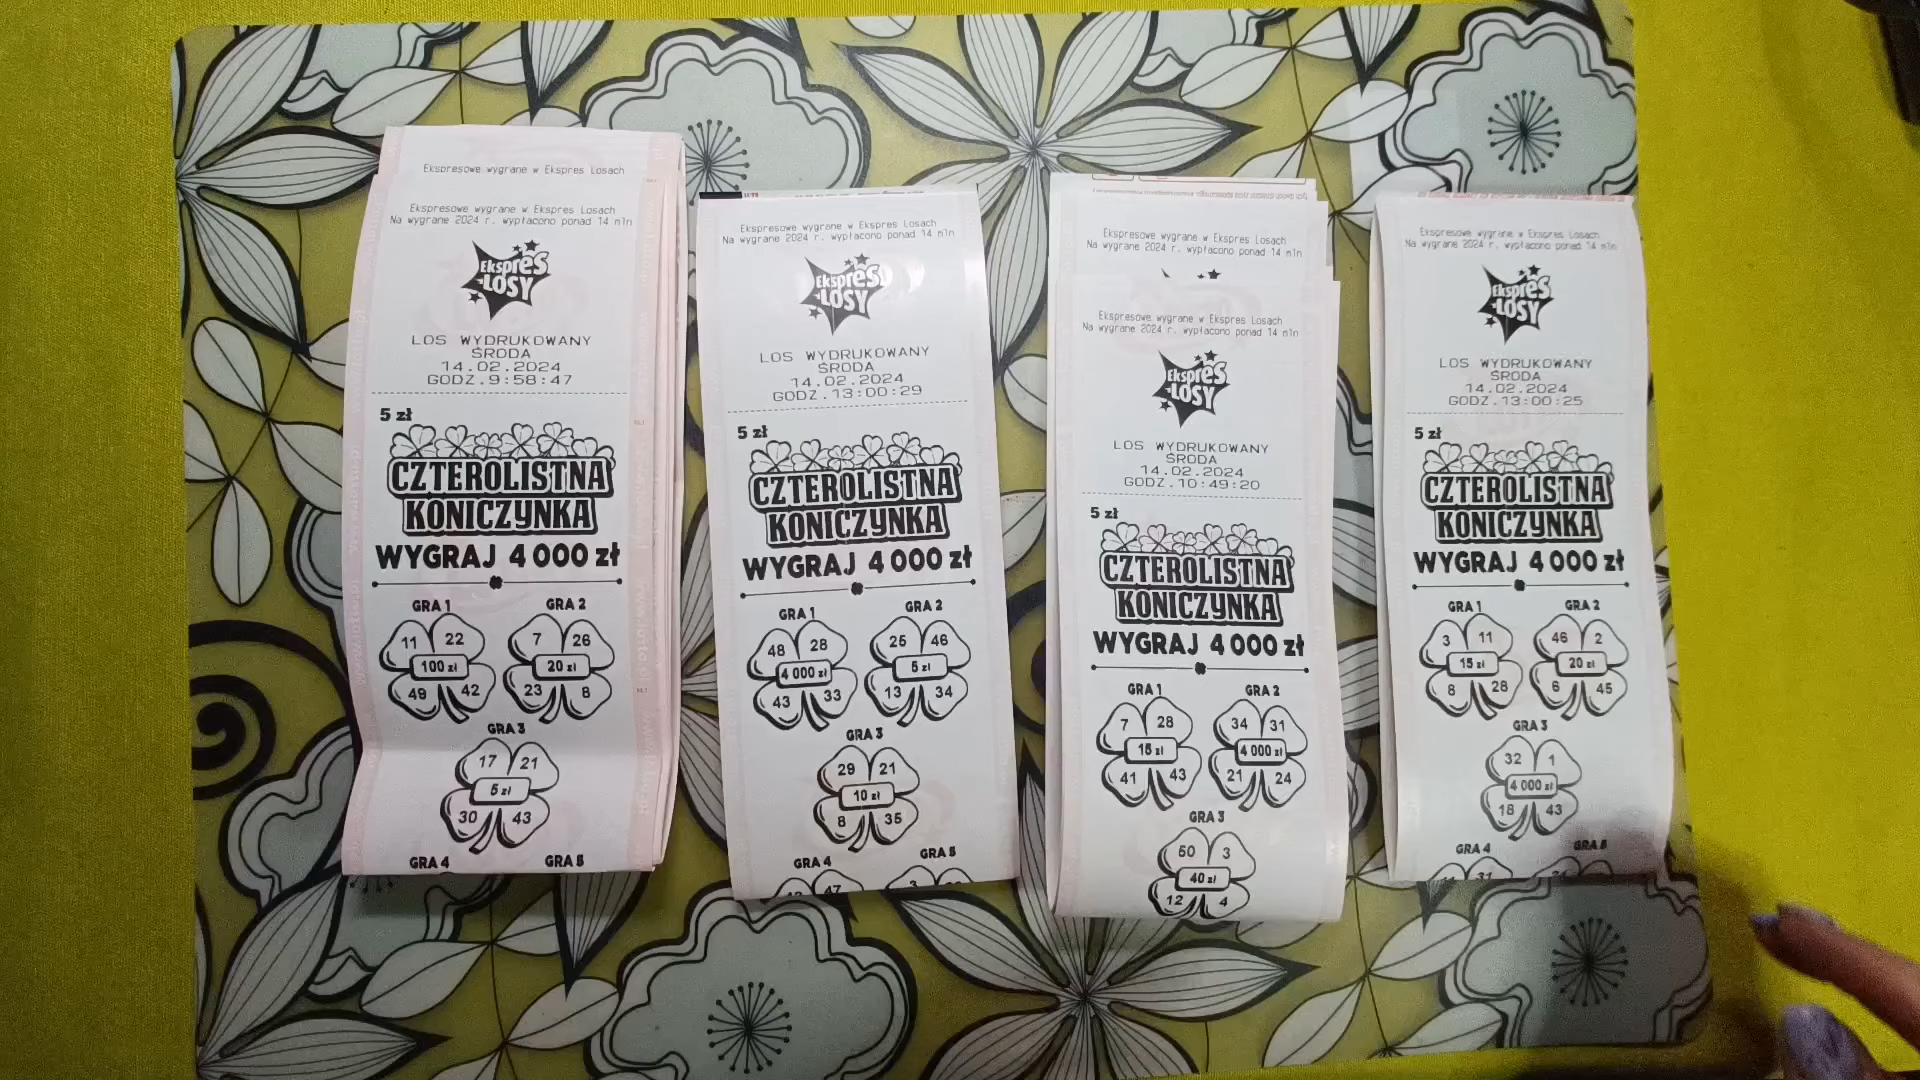 Ekspresowe wygrane w Ekspres Losach
Ekspresowe wygrane w Ekspres Losach
Na wygrane 2024 r. wypłacono ponad 14 mln
Ekspres
LOSY
LOS WYDRUKOWANY
ŚRODA
14.02.2024
GODZ.9:58:47
5 zł
CZTEROLISTNA
KONICZYNKA
WYGRAJ 4 000 zł
GRA 1 GRA 2
11 22 7 26
100 zł 20 zł
49 42 23 8
GRA 3
17 21
5 zł
30 43
GRA 4 GRA 5
Ekspresowe wygrane w Ekspres Losach
Na wygrane 2024 r. wypłacono ponad 14 mln
Ekspres
LOSY
LOS WYDRUKOWANY
ŚRODA
14.02.2024
GODZ.13:00:29
5 zł
CZTEROLISTNA
KONICZYNKA
WYGRAJ 4 000 zł
GRA 1 GRA 2
48 28 25 46
4 000 zł 5 zł
43 33 13 34
GRA 3
29 21
10 zł
8 35
GRA 4 GRA 5
47 3
Ekspresowe wygrane w Ekspres Losach
Na wygrane 2024 r. wypłacono ponad 14 mln
Ekspresowe wygrane w Ekspres Losach
Na wygrane 2024 r. wypłacono ponad 14 mln
Ekspres
LOSY
LOS WYDRUKOWANY
ŚRODA
14.02.2024
GODZ.10:49:20
5 zł
CZTEROLISTNA
KONICZYNKA
WYGRAJ 4 000 zł
GRA 1 GRA 2
7 28 34 31
15 zł 4 000 zł
41 43 21 24
GRA 3
50 3
40 zł
12 4
Ekspresowe wygrane w Ekspres Losach
Na wygrane 2024 r. wypłacono ponad 14 mln
Ekspres
LOSY
LOS WYDRUKOWANY
ŚRODA
14.02.2024
GODZ.13:00:25
5 zł
CZTEROLISTNA
KONICZYNKA
WYGRAJ 4 000 zł
GRA 1 GRA 2
3 11 46 2
15 zł 20 zł
8 28 6 45
GRA 3
32 1
4 000 zł
18 43
GRA 4 GRA 5
31